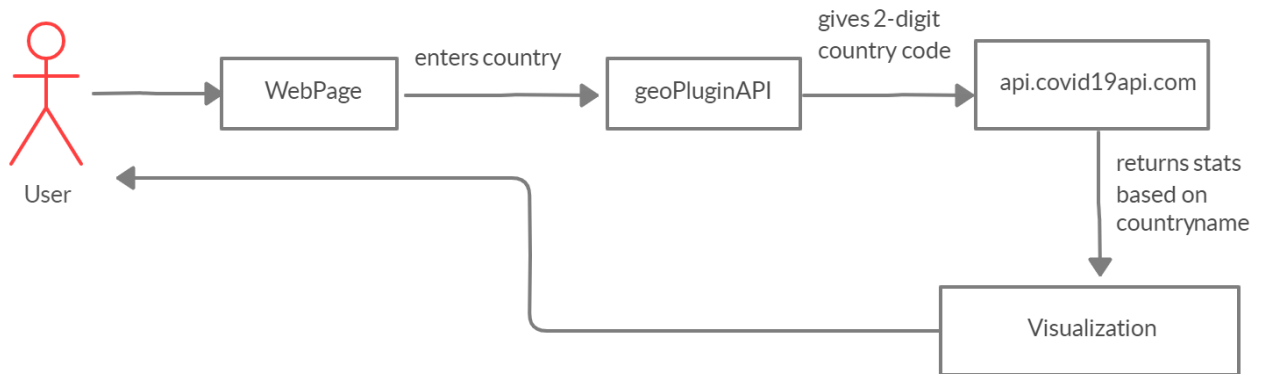 User
WebPage
enters country
geoPluginAPI
gives 2-digit
country code
api.covid19api.com
returns stats
based on
countryname
Visualization